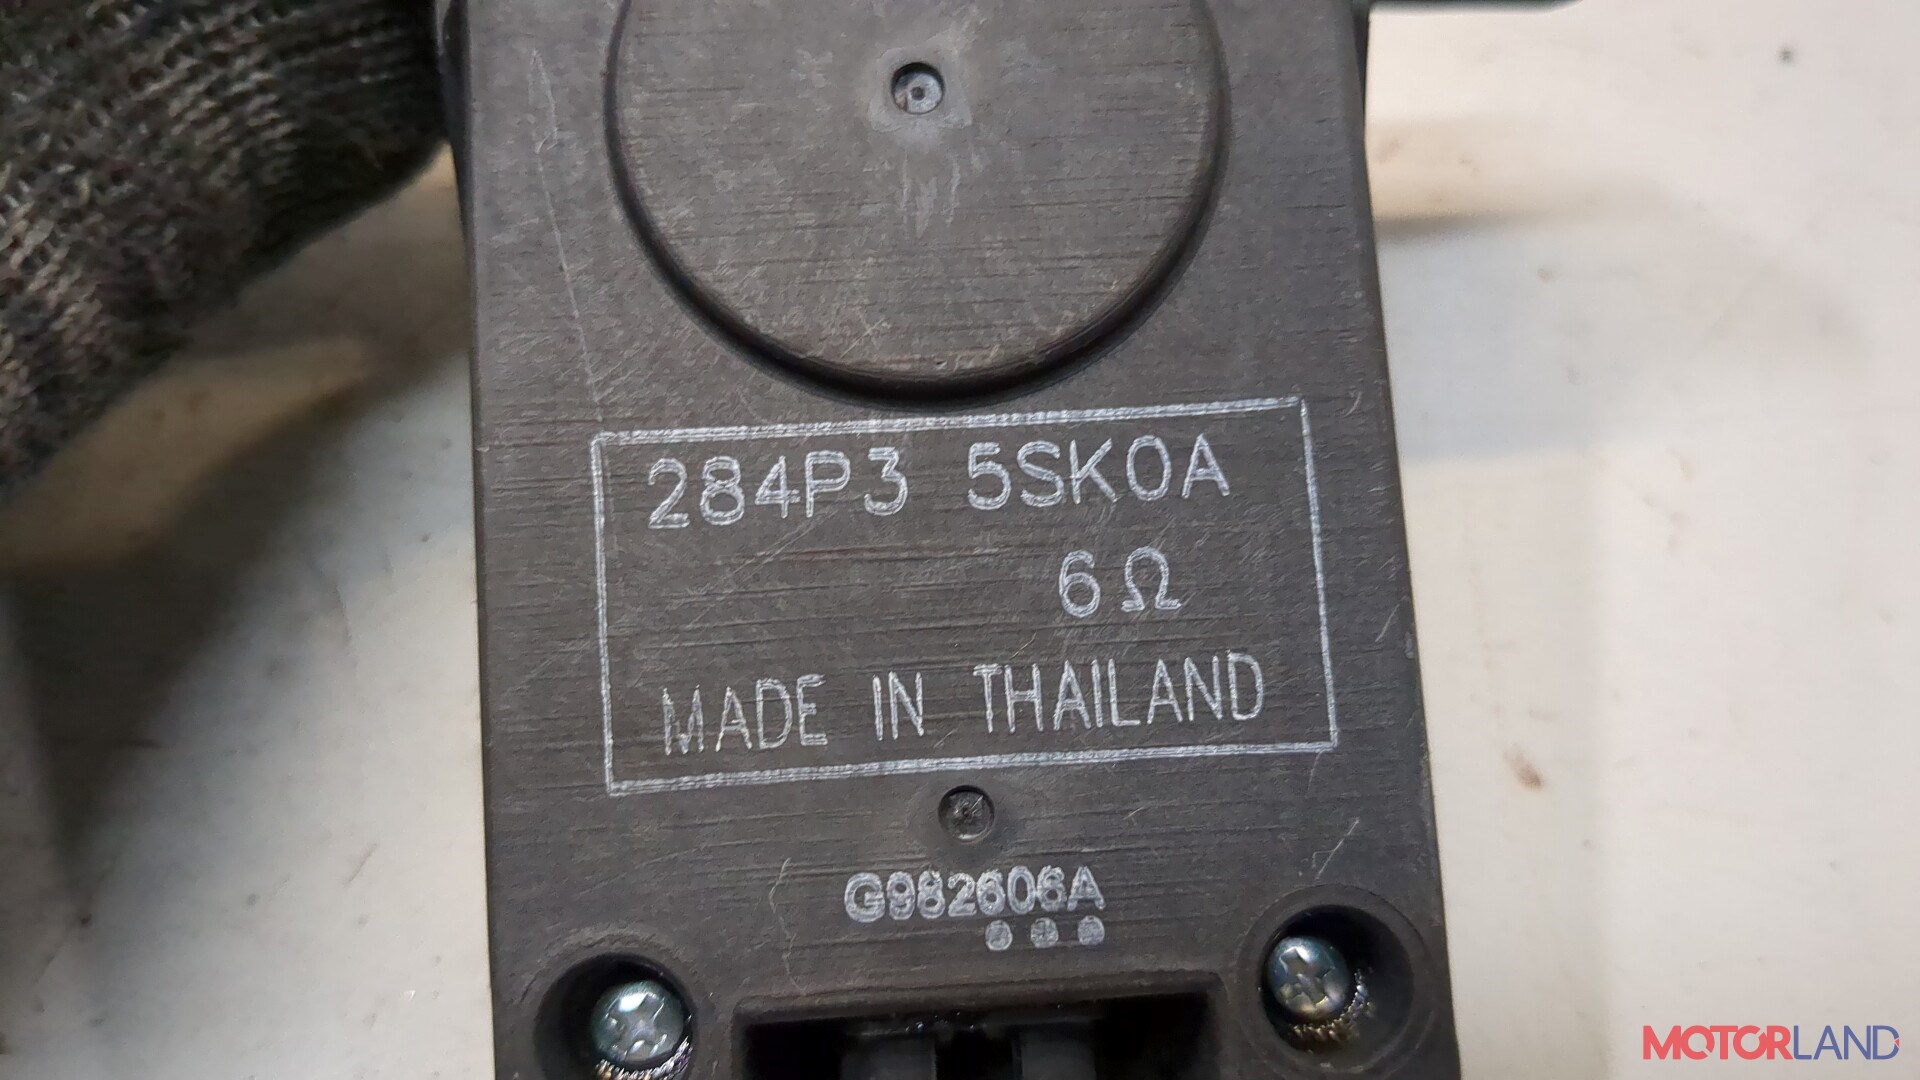 284P3 5SK0A
6Ω
MADE IN THAILAND
G982606A
MOTORLAND